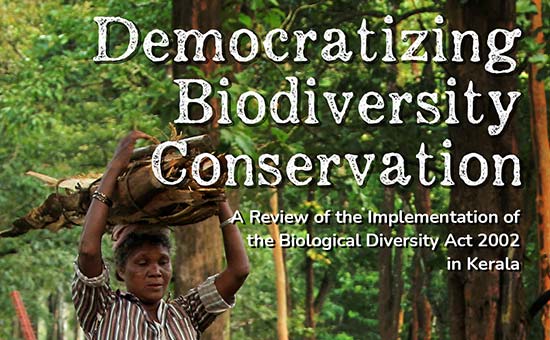 Democratizing
Biodiversity
Conservation
A Review of the Implementation of
the Biological Diversity Act 2002
in Kerala